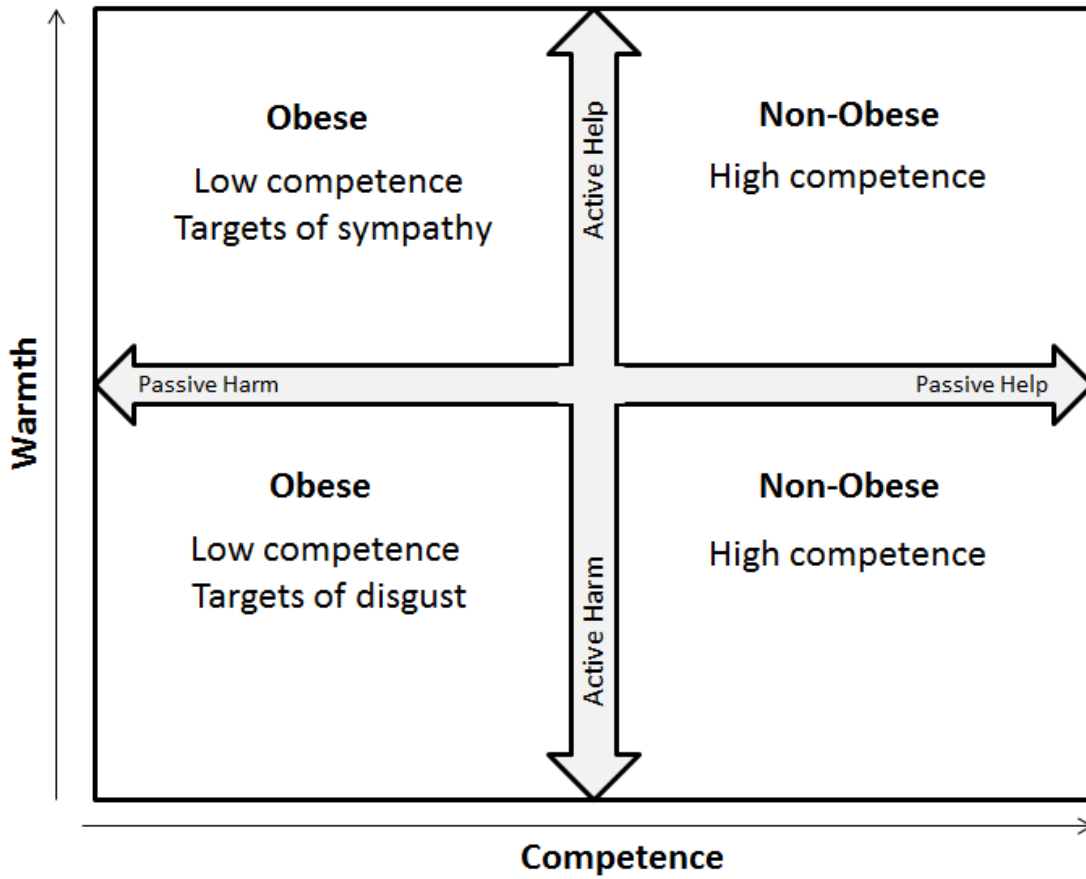 Obese
Low competence
Targets of sympathy
Non-Obese
High competence
Active Help
Warmth
Passive Harm
Passive Help
Obese
Low competence
Targets of disgust
Non-Obese
High competence
Active Harm
Competence